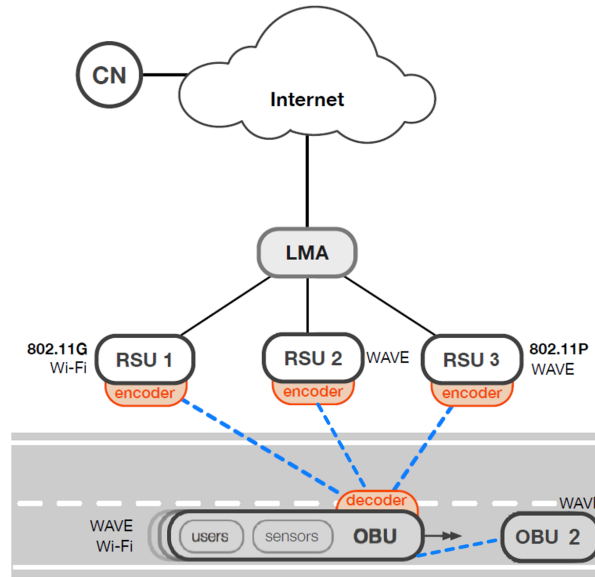 CN
Internet
LMA
802.11G
Wi-Fi
RSU 1
encoder
RSU 2
WAVE
encoder
RSU 3
encoder
802.11P
WAVE
decoder
WAVE
Wi-Fi
users
sensors
OBU
WAVE
OBU 2